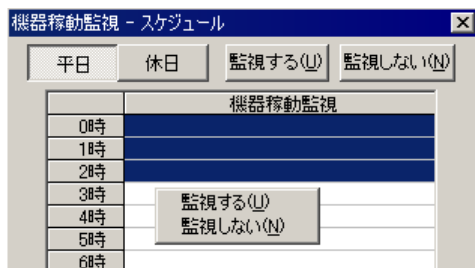 機器稼動監視 - スケジュール
平日 休日 監視する(U) 監視しない(N)
機器稼動監視
0時
1時
2時
3時
監視する(U)
4時
監視しない(N)
5時
6時